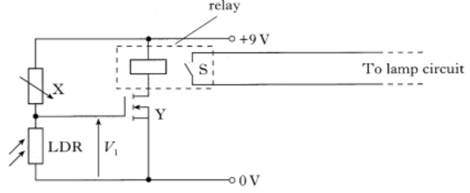 relay
+9 V
S
To lamp circuit
X
Y
LDR
V₁
0 V